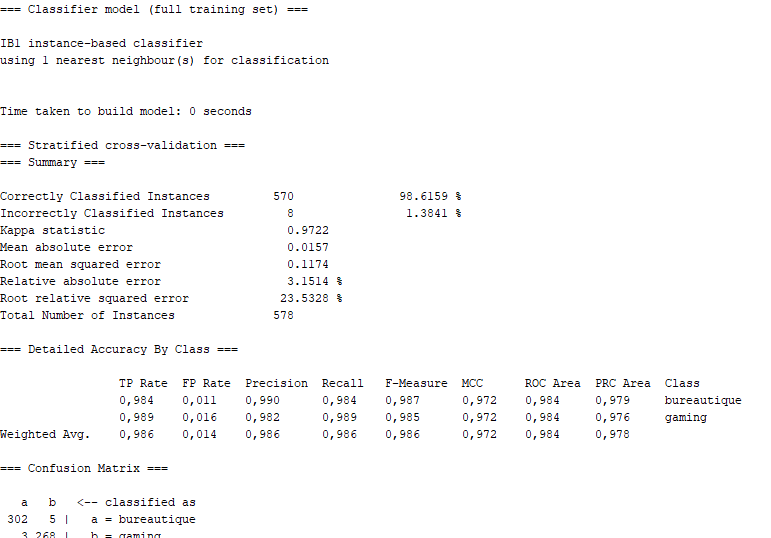 === Classifier model (full training set) ===
IB1 instance-based classifier
using 1 nearest neighbour(s) for classification
Time taken to build model: 0 seconds
=== Stratified cross-validation ===
=== Summary ===
Correctly Classified Instances 570 98.6159 %
Incorrectly Classified Instances 8 1.3841 %
Kappa statistic 0.9722
Mean absolute error 0.0157
Root mean squared error 0.1174
Relative absolute error 3.1514 %
Root relative squared error 23.5328 %
Total Number of Instances 578
=== Detailed Accuracy By Class ===
TP Rate FP Rate Precision Recall F-Measure MCC ROC Area PRC Area Class
0,984 0,011 0,990 0,984 0,987 0,972 0,984 0,979 bureautique
0,989 0,016 0,982 0,989 0,985 0,972 0,984 0,976 gaming
Weighted Avg. 0,986 0,014 0,986 0,986 0,986 0,972 0,984 0,978
=== Confusion Matrix ===
a b <-- classified as
302 5 | a = bureautique
3 268 | b = gaming